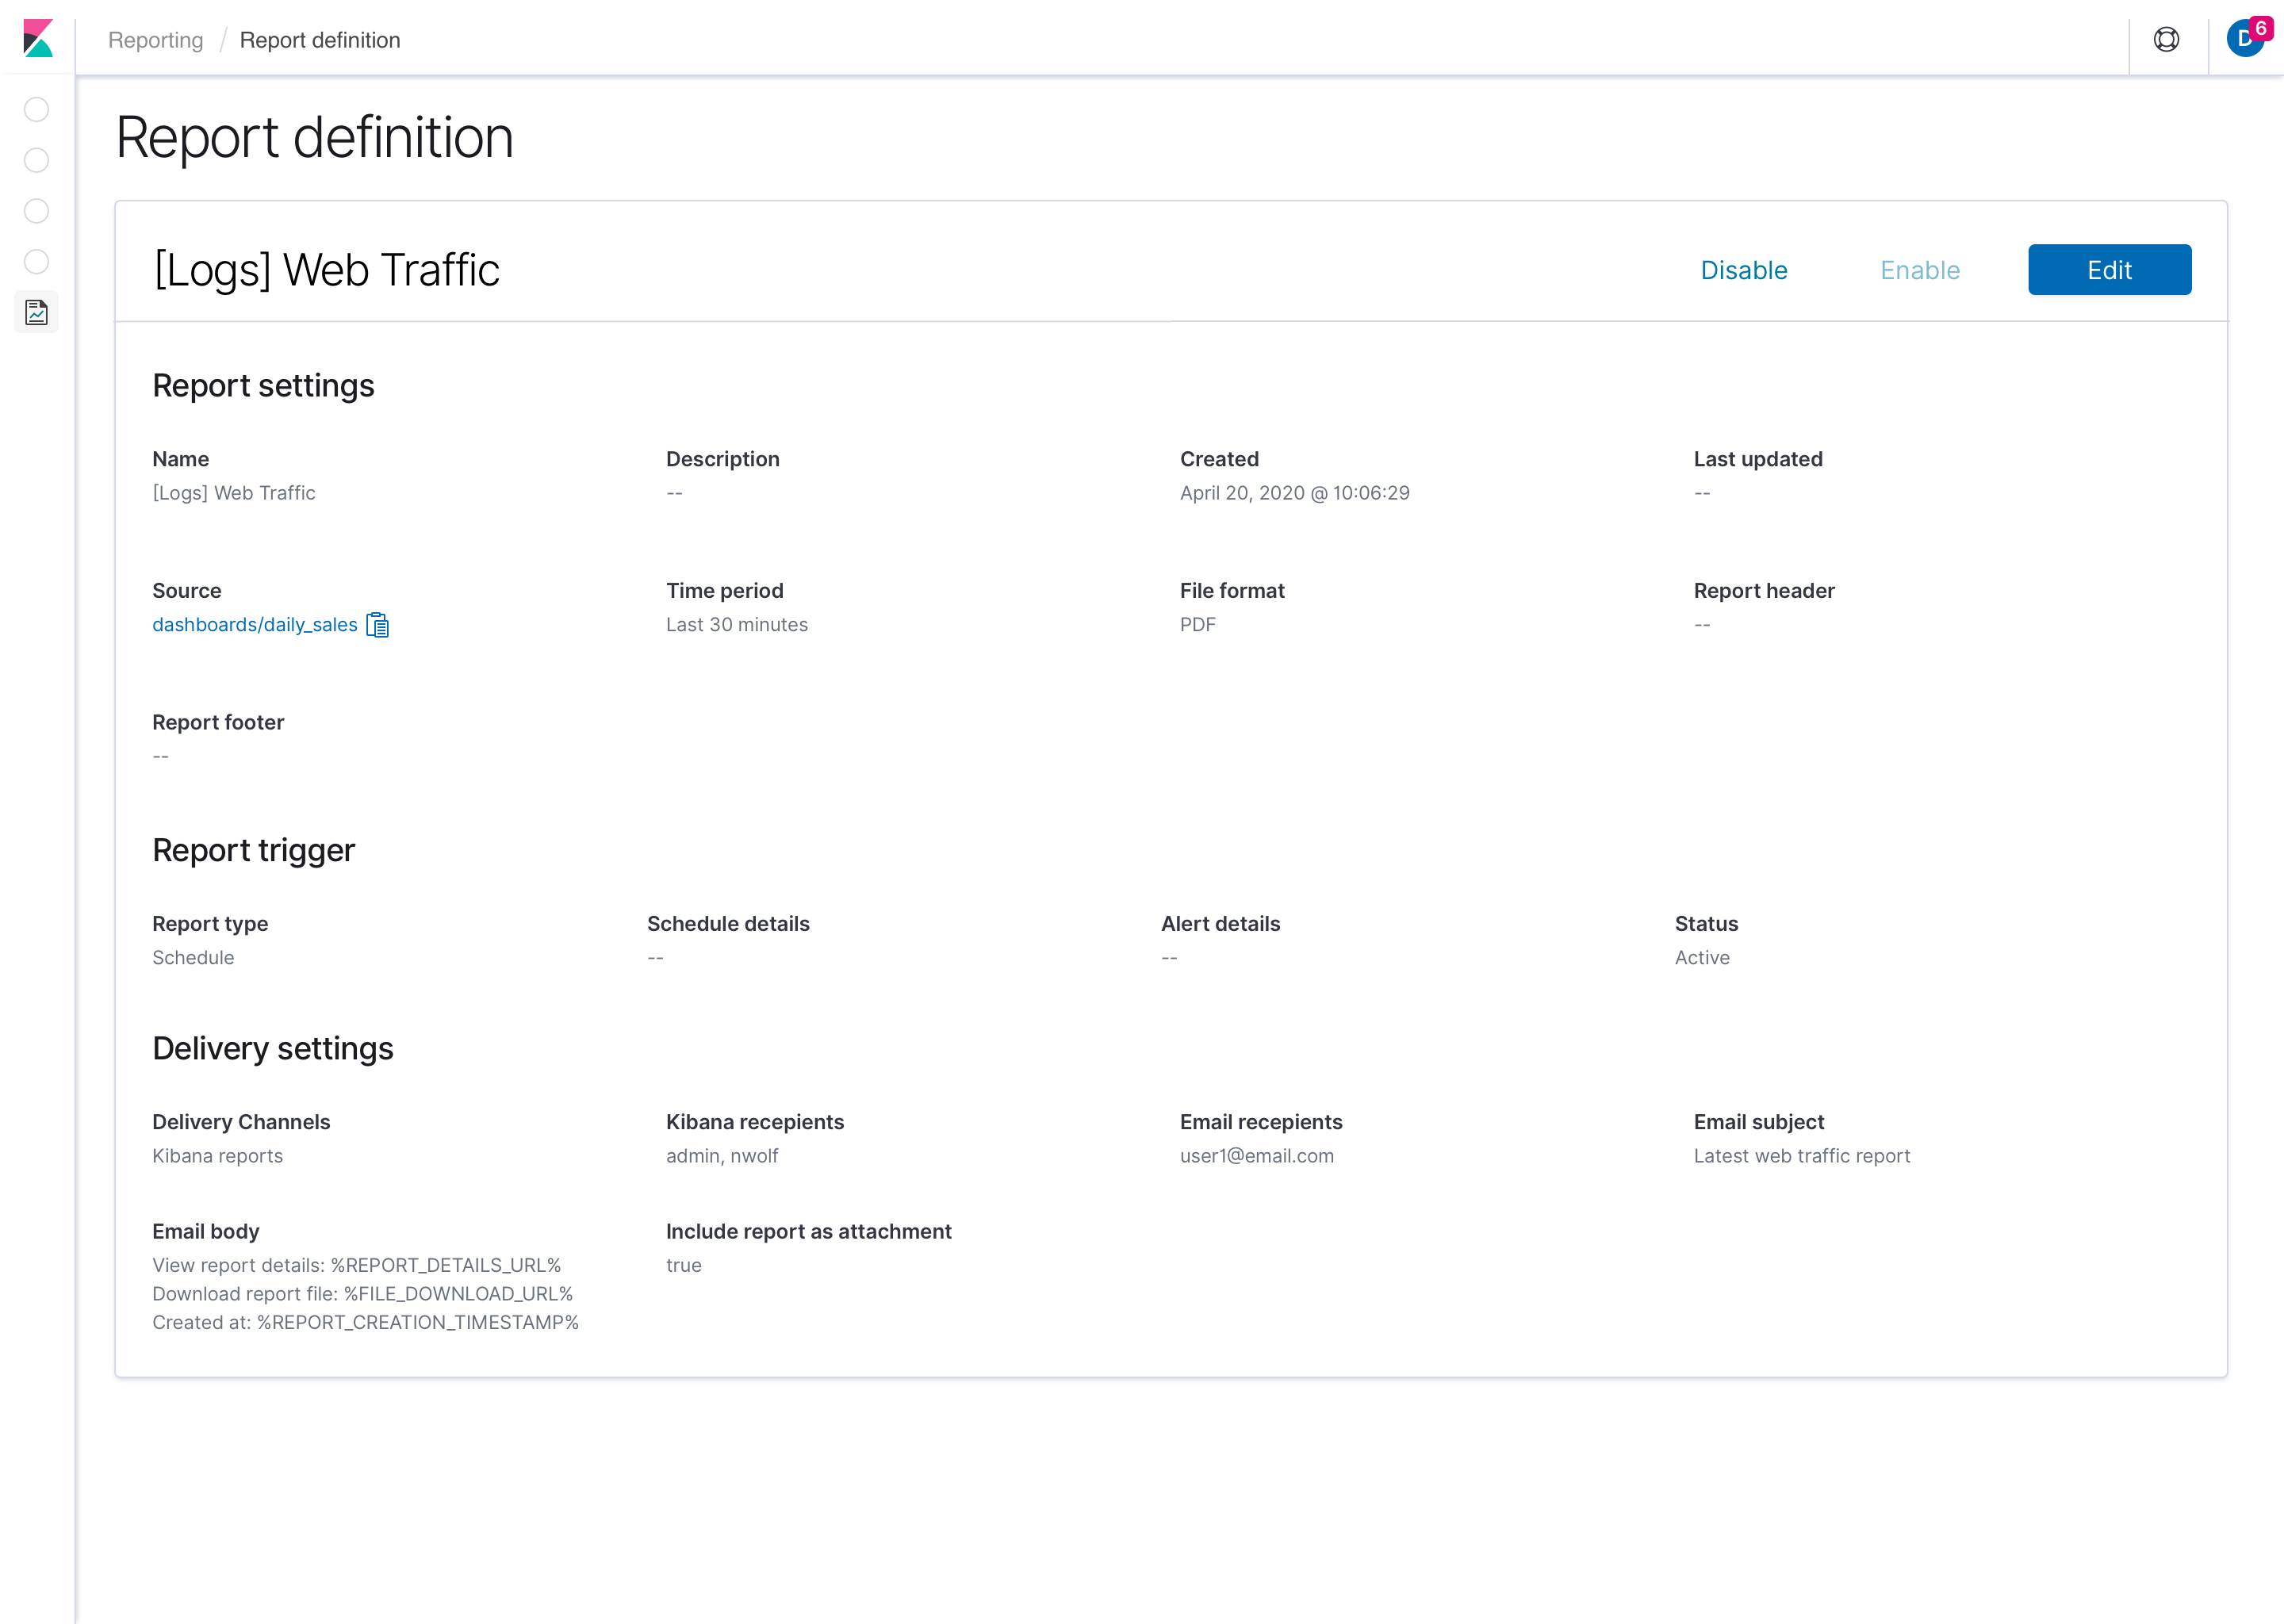 Reporting / Report definition
6
D
Report definition
[Logs] Web Traffic
Disable
Enable
Edit
Report settings
Name
Description
Created
Last updated
[Logs] Web Traffic
--
April 20, 2020 @ 10:06:29
--
Source
Time period
File format
Report header
dashboards/daily_sales
Last 30 minutes
PDF
--
Report footer
--
Report trigger
Report type
Schedule details
Alert details
Status
Schedule
--
--
Active
Delivery settings
Delivery Channels
Kibana recepients
Email recepients
Email subject
Kibana reports
admin, nwolf
user1@email.com
Latest web traffic report
Email body
Include report as attachment
View report details: %REPORT_DETAILS_URL%
true
Download report file: %FILE_DOWNLOAD_URL%
Created at: %REPORT_CREATION_TIMESTAMP%